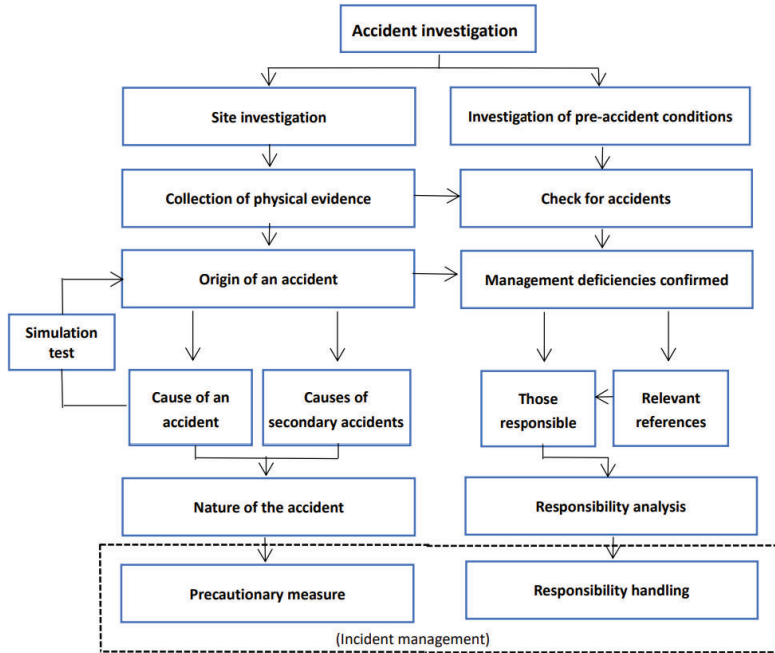 Accident investigation
Site investigation
Investigation of pre-accident conditions
Collection of physical evidence
Check for accidents
Origin of an accident
Management deficiencies confirmed
Simulation
test
Cause of an
accident
Causes of
secondary accidents
Those
responsible
Relevant
references
Nature of the accident
Responsibility analysis
Precautionary measure
Responsibility handling
(Incident management)